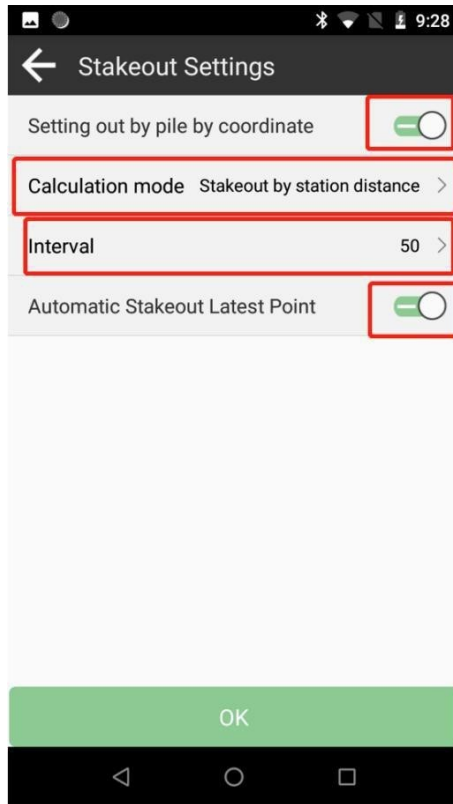 9:28
Stakeout Settings
Setting out by pile by coordinate
Calculation mode Stakeout by station distance
Interval 50
Automatic Stakeout Latest Point
OK